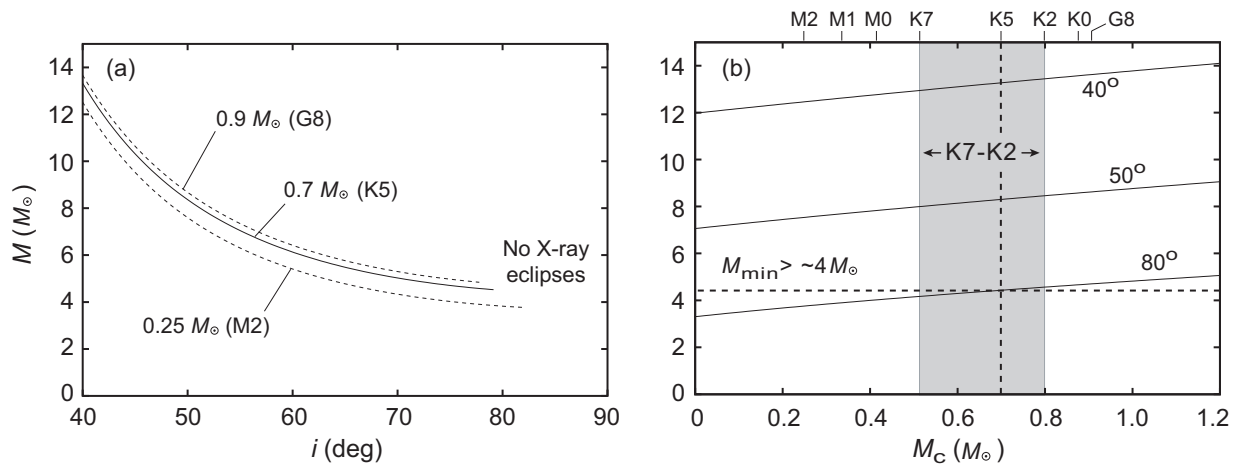 (a)
14
12
10
8
6
4
2
0
M (M⊙)
0.9 M⊙ (G8)
0.7 M⊙ (K5)
0.25 M⊙ (M2)
No X-ray
eclipses
40 50 60 70 80 90
i (deg)
M2 M1 M0 K7 K5 K2 K0 G8
(b)
14
12
10
8
6
4
2
0
40°
K7-K2
50°
Mmin > ~4 M⊙
80°
0 0.2 0.4 0.6 0.8 1.0 1.2
Mc (M⊙)